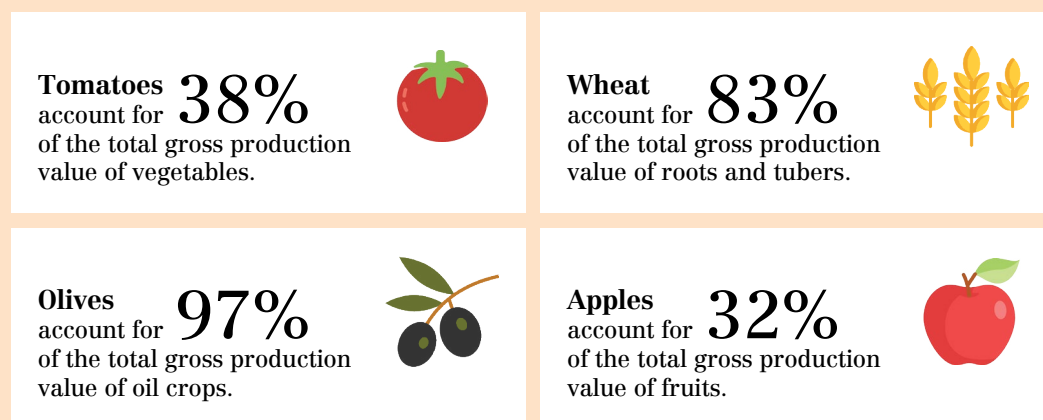 Tomatoes
account for 38%
of the total gross production
value of vegetables.
Wheat
account for 83%
of the total gross production
value of roots and tubers.
Olives
account for 97%
of the total gross production
value of oil crops.
Apples
account for 32%
of the total gross production
value of fruits.